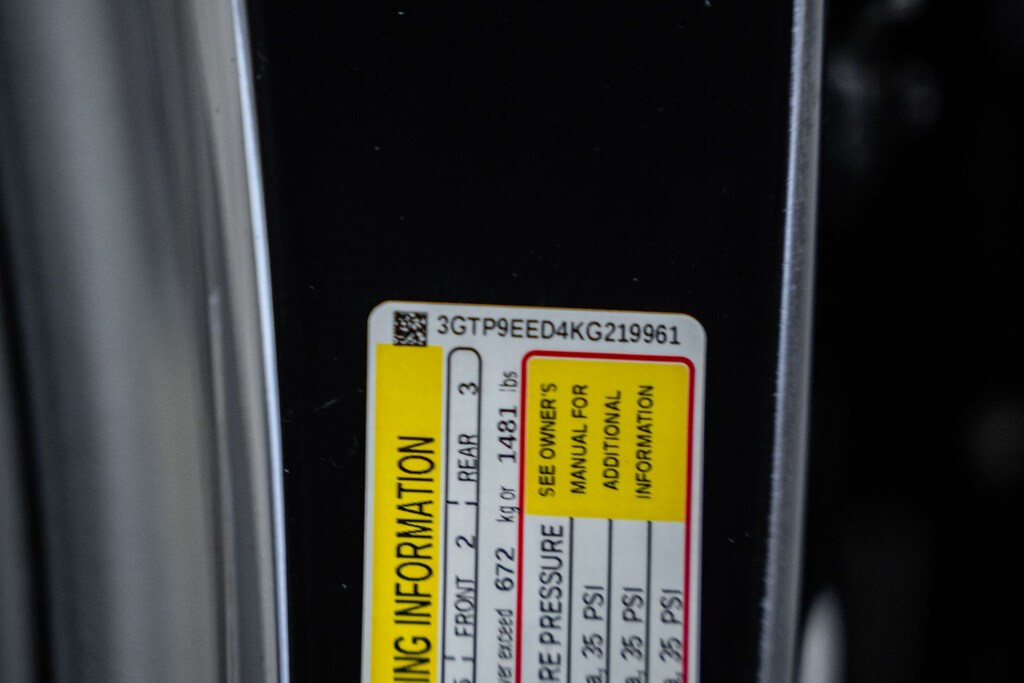 3GTP9EED4KG219961
ING INFORMATION
FRONT 2 REAR 3
ver exceed 672 kg or 1481 lbs
RE PRESSURE
35 PSI
35 PSI
35 PSI
SEE OWNER'S
MANUAL FOR
ADDITIONAL
INFORMATION